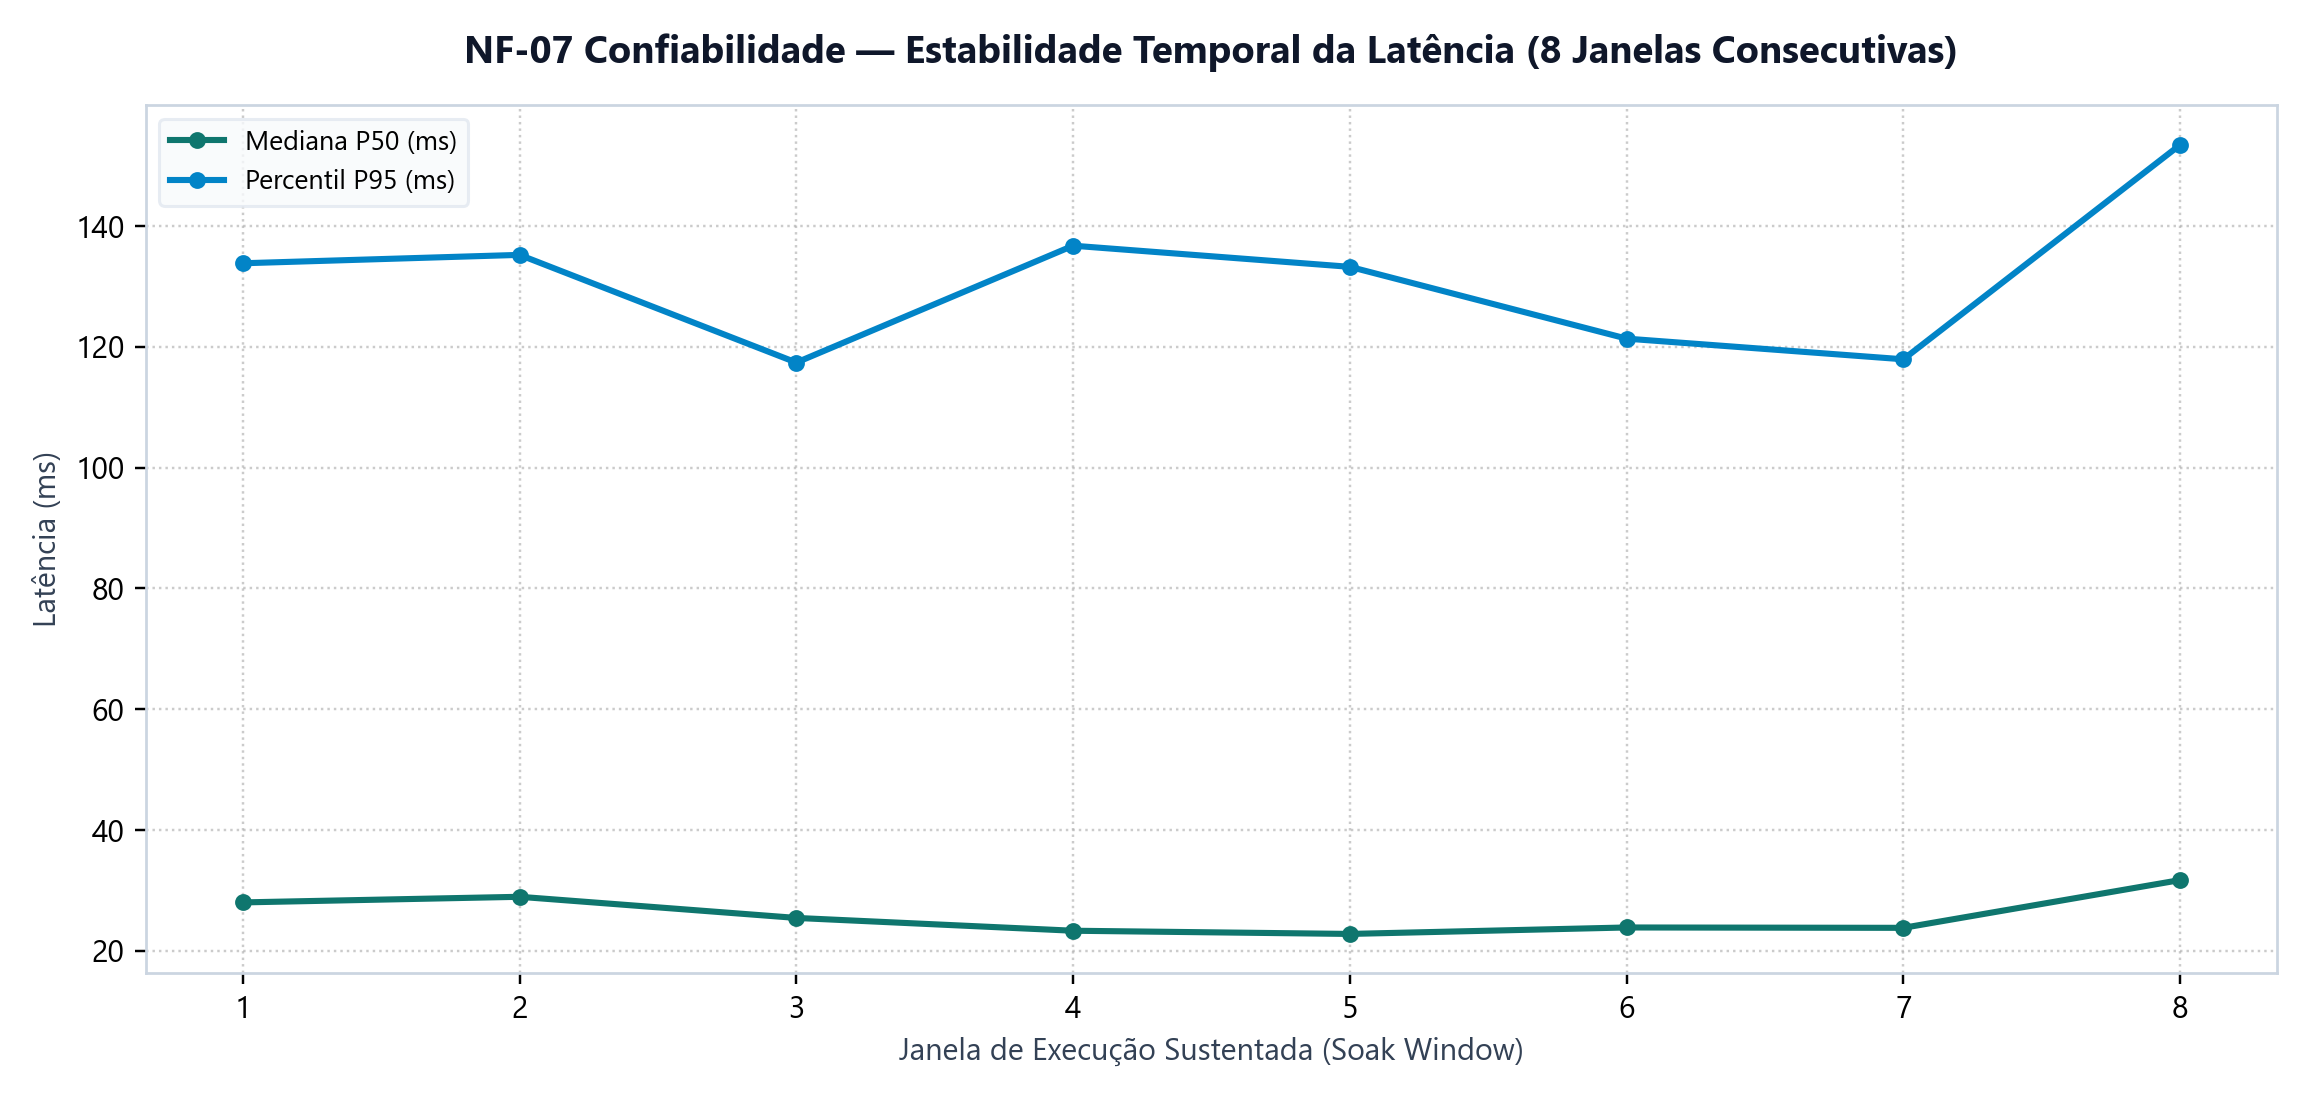 NF-07 Confiabilidade — Estabilidade Temporal da Latência (8 Janelas Consecutivas)
Mediana P50 (ms)
Percentil P95 (ms)
Latência (ms)
140
120
100
80
60
40
20
1 2 3 4 5 6 7 8
Janela de Execução Sustentada (Soak Window)